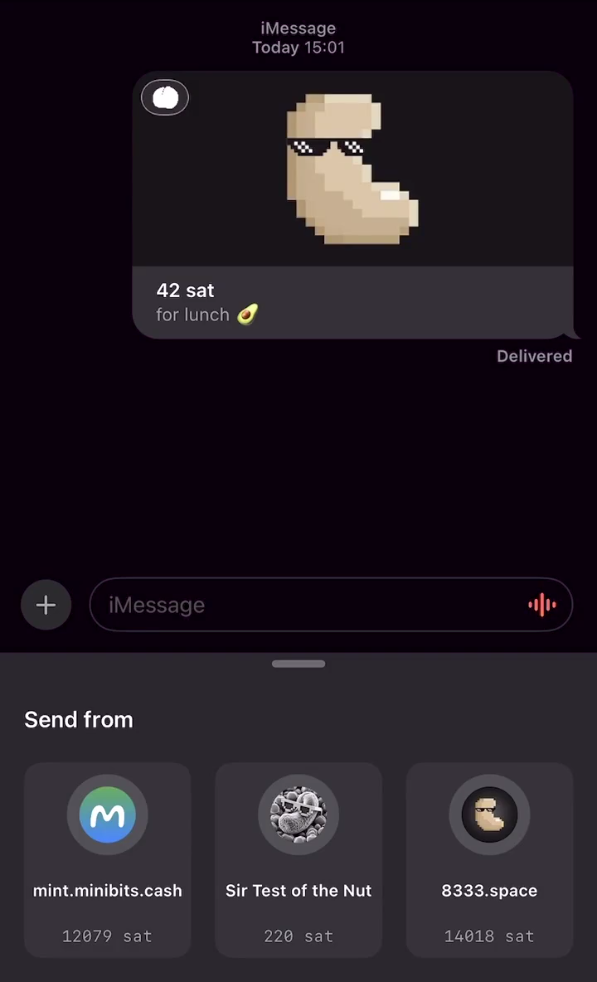 iMessage
Today 15:01
42 sat
for lunch 🥑
Delivered
iMessage
Send from
mint.minibits.cash
Sir Test of the Nut
8333.space
12079 sat
220 sat
14018 sat